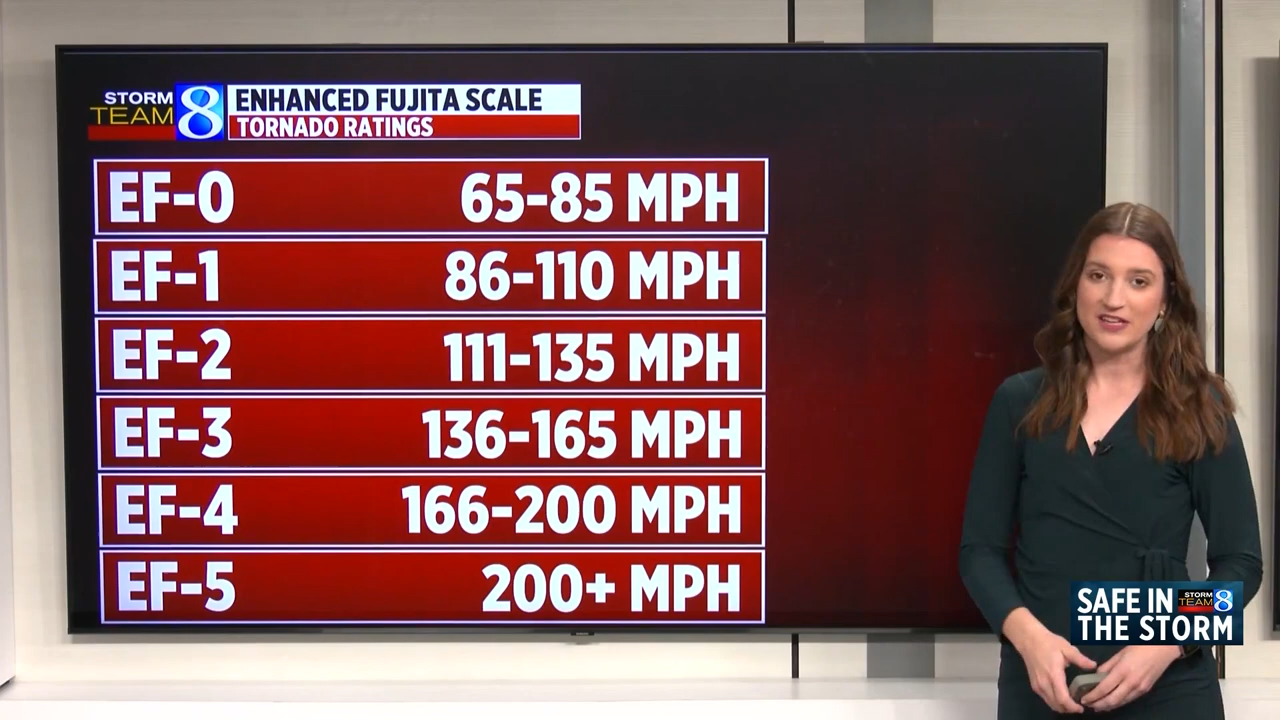 STORM TEAM 8
ENHANCED FUJITA SCALE
TORNADO RATINGS
EF-0 65-85 MPH
EF-1 86-110 MPH
EF-2 111-135 MPH
EF-3 136-165 MPH
EF-4 166-200 MPH
EF-5 200+ MPH
SAFE IN STORM TEAM 8
THE STORM